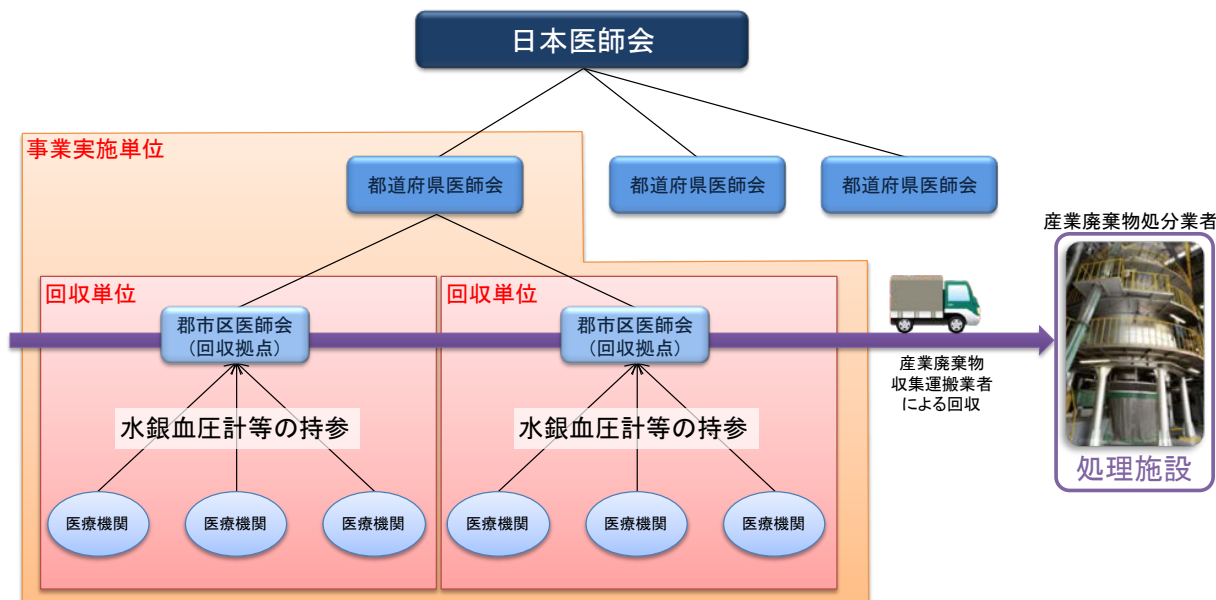 日本医師会
事業実施単位
都道府県医師会
都道府県医師会
都道府県医師会
産業廃棄物処分業者
回収単位
回収単位
郡市区医師会
（回収拠点）
郡市区医師会
（回収拠点）
産業廃棄物
収集運搬業者
による回収
水銀血圧計等の持参
水銀血圧計等の持参
処理施設
医療機関
医療機関
医療機関
医療機関
医療機関
医療機関